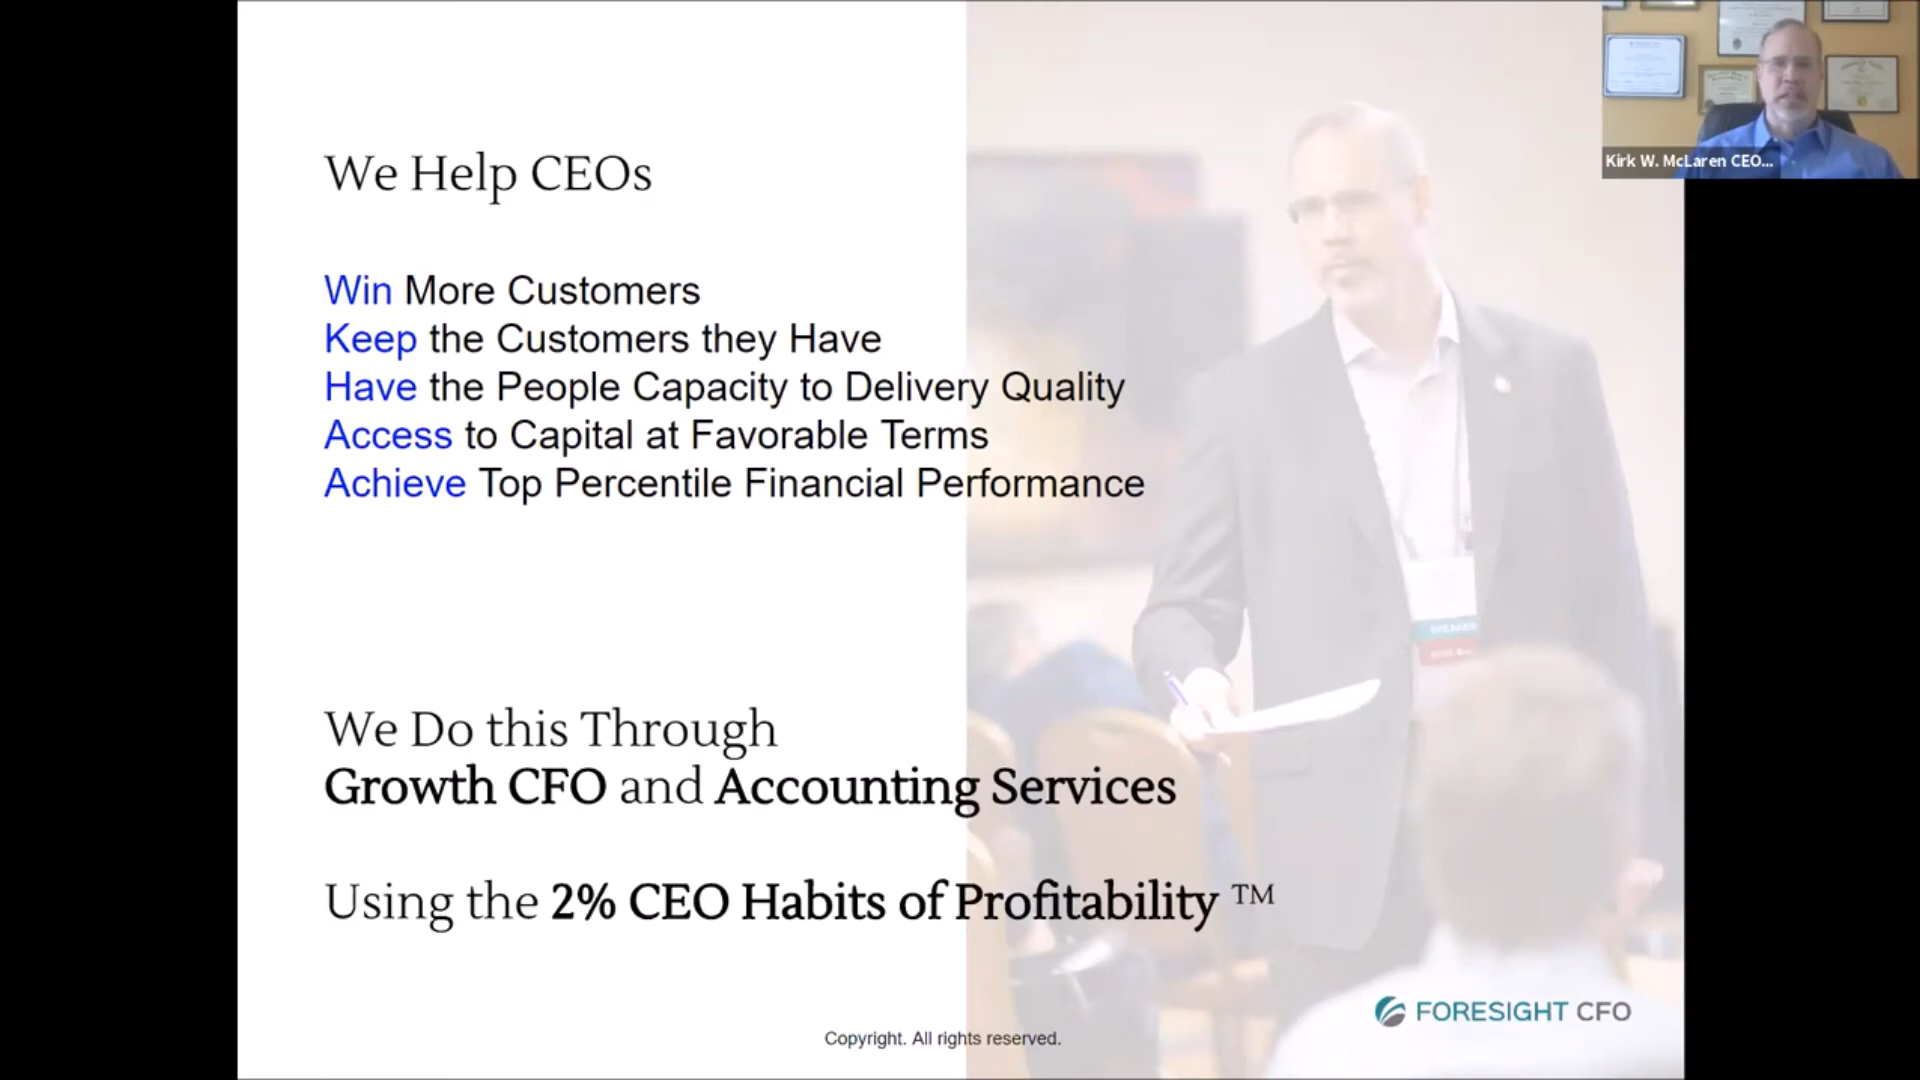 We Help CEOs
Kirk W. McLaren CEO...
Win More Customers
Keep the Customers they Have
Have the People Capacity to Delivery Quality
Access to Capital at Favorable Terms
Achieve Top Percentile Financial Performance
SPEAKER
We Do this Through
Growth CFO and Accounting Services
Using the 2% CEO Habits of Profitability ™
FORESIGHT CFO
Copyright. All rights reserved.